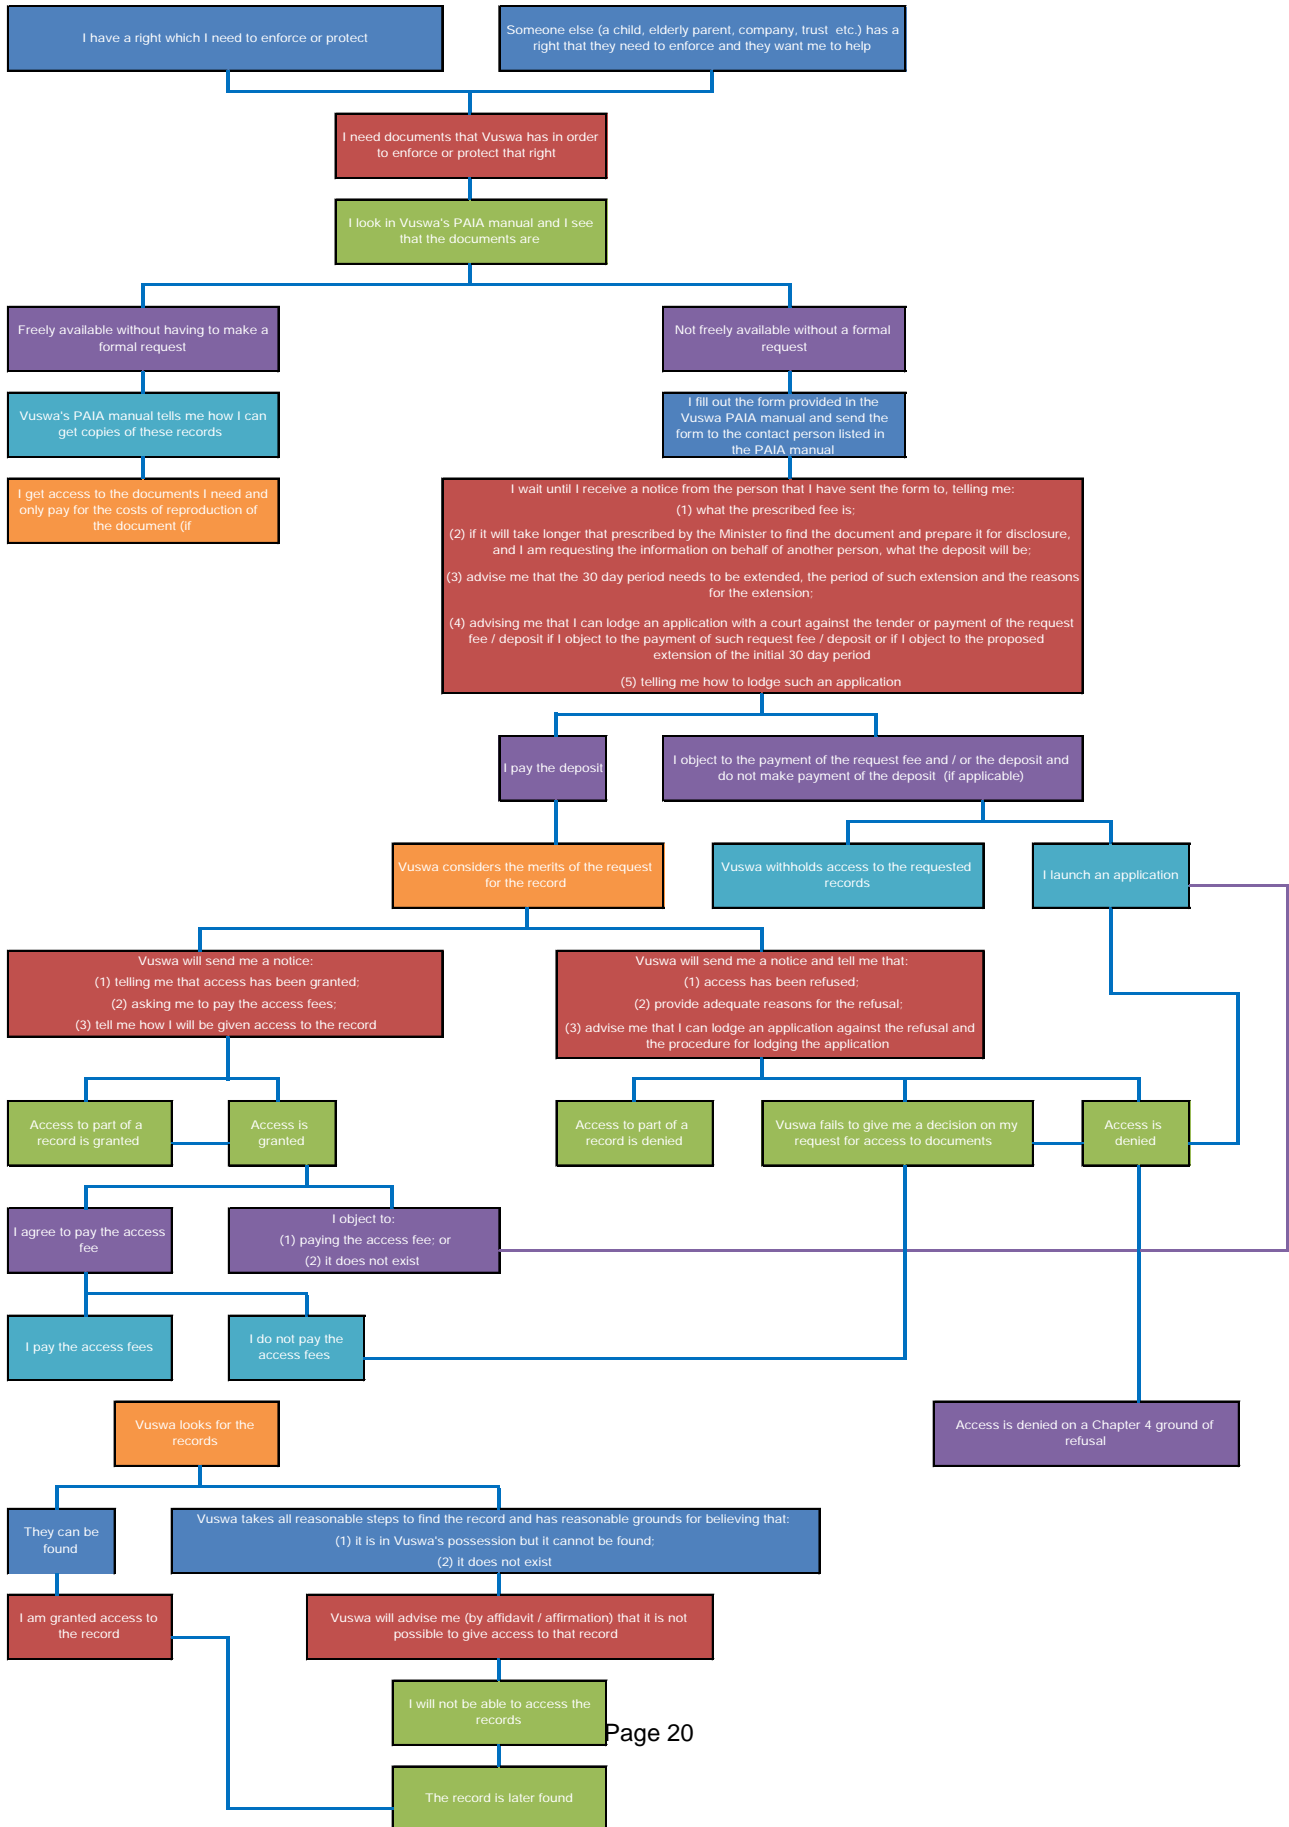 I have a right which I need to enforce or protect
Someone else (a child, elderly parent, company, trust etc.) has a
right that they need to enforce and they want me to help
I need documents that Vuswa has in order
to enforce or protect that right
I look in Vuswa's PAIA manual and I see
that the documents are
Freely available without having to make a
formal request
Not freely available without a formal
request
Vuswa's PAIA manual tells me how I can
get copies of these records
I fill out the form provided in the
Vuswa PAIA manual and send the
form to the contact person listed in
the PAIA manual
I get access to the documents I need and
only pay for the costs of reproduction of
the document (if
I wait until I receive a notice from the person that I have sent the form to, telling me:
(1) what the prescribed fee is;
(2) if it will take longer that prescribed by the Minister to find the document and prepare it for disclosure,
and I am requesting the information on behalf of another person, what the deposit will be;
(3) advise me that the 30 day period needs to be extended, the period of such extension and the reasons
for the extension;
(4) advising me that I can lodge an application with a court against the tender or payment of the request
fee / deposit if I object to the payment of such request fee / deposit or if I object to the proposed
extension of the initial 30 day period
(5) telling me how to lodge such an application
I pay the deposit
I object to the payment of the request fee and / or the deposit and
do not make payment of the deposit (if applicable)
Vuswa considers the merits of the request
for the record
Vuswa withholds access to the requested
records
I launch an application
Vuswa will send me a notice:
(1) telling me that access has been granted;
(2) asking me to pay the access fees;
(3) tell me how I will be given access to the record
Vuswa will send me a notice and tell me that:
(1) access has been refused;
(2) provide adequate reasons for the refusal;
(3) advise me that I can lodge an application against the refusal and
the procedure for lodging the application
Access to part of a
record is granted
Access is
granted
Access to part of a
record is denied
Vuswa fails to give me a decision on my
request for access to documents
Access is
denied
I agree to pay the access
fee
I object to:
(1) paying the access fee; or
(2) it does not exist
I pay the access fees
I do not pay the
access fees
Vuswa looks for the
records
Access is denied on a Chapter 4 ground of
refusal
They can be
found
Vuswa takes all reasonable steps to find the record and has reasonable grounds for believing that:
(1) it is in Vuswa's possession but it cannot be found;
(2) it does not exist
I am granted access to
the record
Vuswa will advise me (by affidavit / affirmation) that it is not
possible to give access to that record
I will not be able to access the
records
Page 20
The record is later found